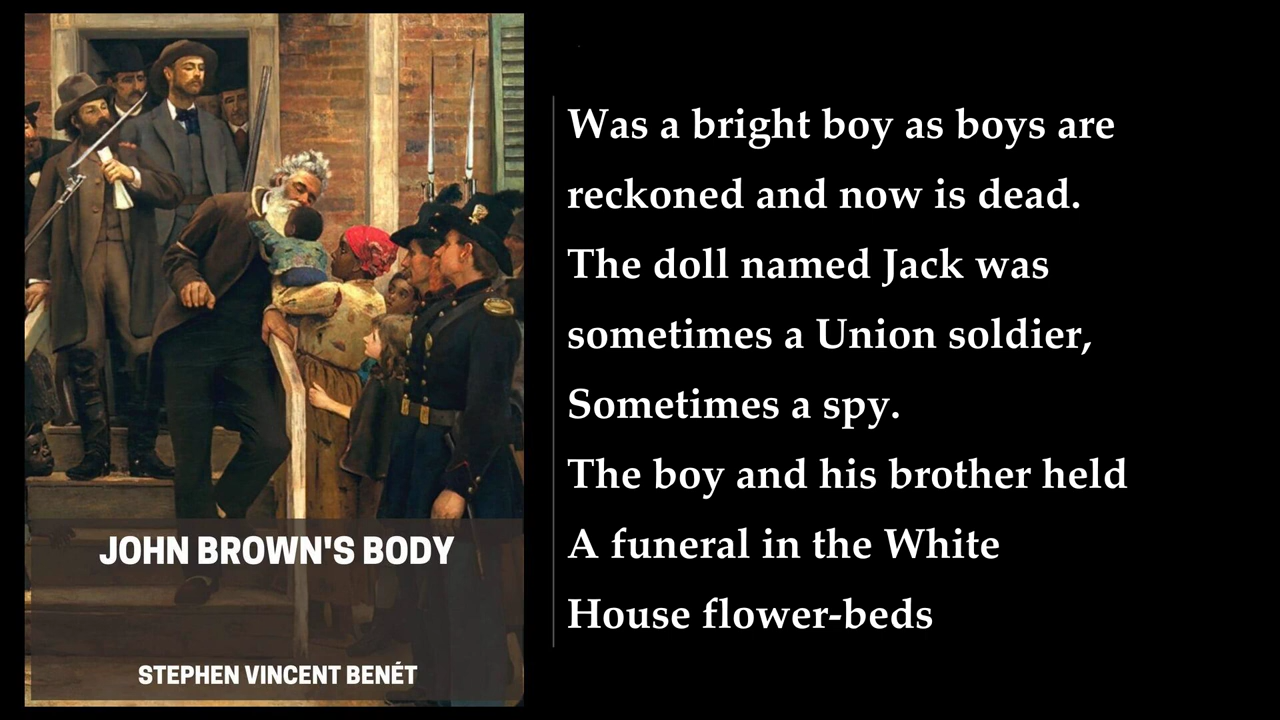 JOHN BROWN'S BODY
STEPHEN VINCENT BENÉT
Was a bright boy as boys are
reckoned and now is dead.
The doll named Jack was
sometimes a Union soldier,
Sometimes a spy.
The boy and his brother held
A funeral in the White
House flower-beds